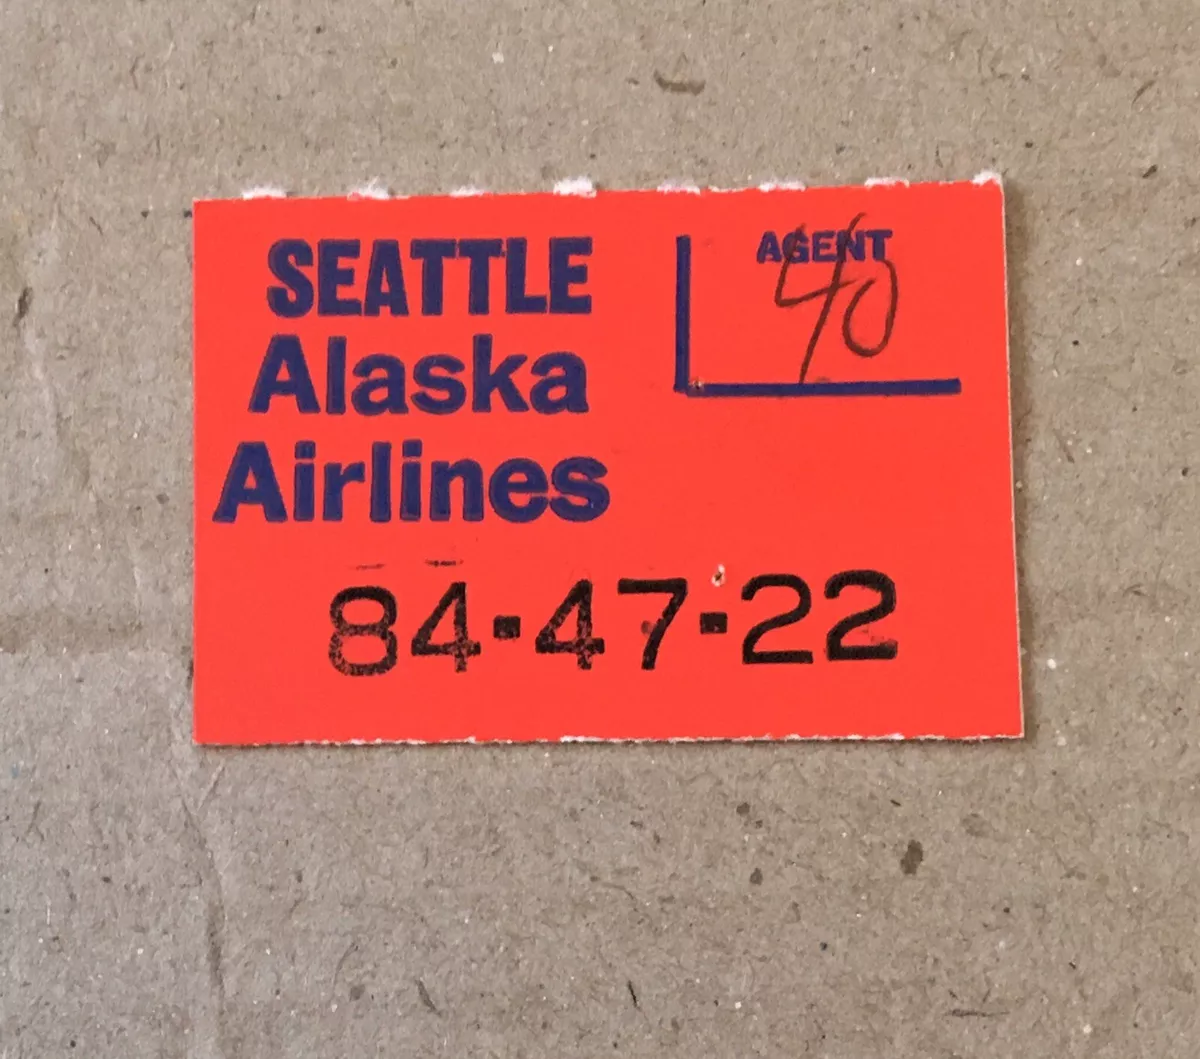 SEATTLE
Alaska
Airlines
AGENT
40
84-47-22